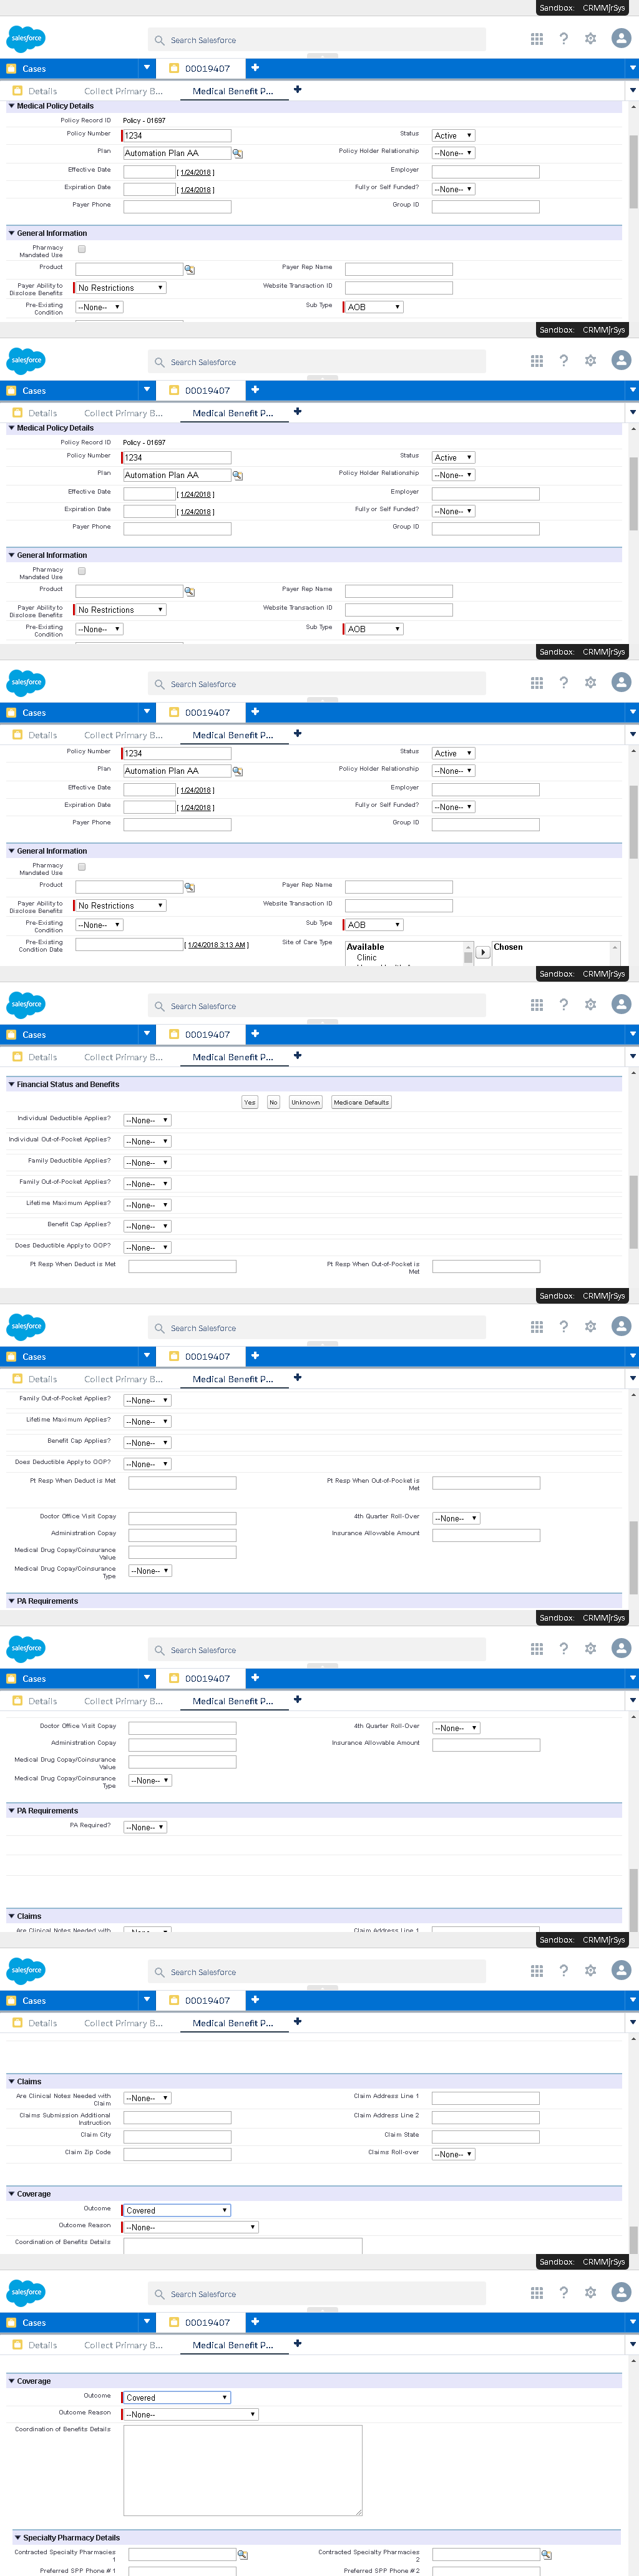 Sandbox: CRMMJrSys
salesforce Search Salesforce
Cases 00019407
Details Collect Primary B... Medical Benefit P...
Medical Policy Details
Policy Record ID Policy - 01697
Policy Number 1234 Status Active
Plan Automation Plan AA Policy Holder Relationship --None--
Effective Date [ 1/24/2018 ] Employer
Expiration Date [ 1/24/2018 ] Fully or Self Funded? --None--
Payer Phone Group ID
General Information
Pharmacy
Mandated Use
Product Payer Rep Name
Payer Ability to
Disclose Benefits No Restrictions Website Transaction ID
Pre-Existing
Condition --None-- Sub Type AOB
Sandbox: CRMMJrSys
salesforce Search Salesforce
Cases 00019407
Details Collect Primary B... Medical Benefit P...
Medical Policy Details
Policy Record ID Policy - 01697
Policy Number 1234 Status Active
Plan Automation Plan AA Policy Holder Relationship --None--
Effective Date [ 1/24/2018 ] Employer
Expiration Date [ 1/24/2018 ] Fully or Self Funded? --None--
Payer Phone Group ID
General Information
Pharmacy
Mandated Use
Product Payer Rep Name
Payer Ability to
Disclose Benefits No Restrictions Website Transaction ID
Pre-Existing
Condition --None-- Sub Type AOB
Sandbox: CRMMJrSys
salesforce Search Salesforce
Cases 00019407
Details Collect Primary B... Medical Benefit P...
Policy Number 1234 Status Active
Plan Automation Plan AA Policy Holder Relationship --None--
Effective Date [ 1/24/2018 ] Employer
Expiration Date [ 1/24/2018 ] Fully or Self Funded? --None--
Payer Phone Group ID
General Information
Pharmacy
Mandated Use
Product Payer Rep Name
Payer Ability to
Disclose Benefits No Restrictions Website Transaction ID
Pre-Existing
Condition --None-- Sub Type AOB
Pre-Existing
Condition Date [ 1/24/2018 3:13 AM ] Site of Care Type Available Chosen
Clinic
Sandbox: CRMMJrSys
salesforce Search Salesforce
Cases 00019407
Details Collect Primary B... Medical Benefit P...
Financial Status and Benefits
Yes No Unknown Medicare Defaults
Individual Deductible Applies? --None--
Individual Out-of-Pocket Applies? --None--
Family Deductible Applies? --None--
Family Out-of-Pocket Applies? --None--
Lifetime Maximum Applies? --None--
Benefit Cap Applies? --None--
Does Deductible Apply to OOP? --None--
Pt Resp When Deduct is Met Pt Resp When Out-of-Pocket is
Met
Sandbox: CRMMJrSys
salesforce Search Salesforce
Cases 00019407
Details Collect Primary B... Medical Benefit P...
Family Out-of-Pocket Applies? --None--
Lifetime Maximum Applies? --None--
Benefit Cap Applies? --None--
Does Deductible Apply to OOP? --None--
Pt Resp When Deduct is Met Pt Resp When Out-of-Pocket is
Met
Doctor Office Visit Copay 4th Quarter Roll-Over --None--
Administration Copay Insurance Allowable Amount
Medical Drug Copay/Coinsurance
Value
Medical Drug Copay/Coinsurance
Type --None--
PA Requirements
Sandbox: CRMMJrSys
salesforce Search Salesforce
Cases 00019407
Details Collect Primary B... Medical Benefit P...
Doctor Office Visit Copay 4th Quarter Roll-Over --None--
Administration Copay Insurance Allowable Amount
Medical Drug Copay/Coinsurance
Value
Medical Drug Copay/Coinsurance
Type --None--
PA Requirements
PA Required? --None--
Claims
Are Clinical Notes Needed with --None-- Claim Address Line 1
Sandbox: CRMMJrSys
salesforce Search Salesforce
Cases 00019407
Details Collect Primary B... Medical Benefit P...
Claims
Are Clinical Notes Needed with
Claim --None-- Claim Address Line 1
Claims Submission Additional
Instruction Claim Address Line 2
Claim City Claim State
Claim Zip Code Claims Roll-over --None--
Coverage
Outcome Covered
Outcome Reason --None--
Coordination of Benefits Details
Sandbox: CRMMJrSys
salesforce Search Salesforce
Cases 00019407
Details Collect Primary B... Medical Benefit P...
Coverage
Outcome Covered
Outcome Reason --None--
Coordination of Benefits Details
Specialty Pharmacy Details
Contracted Specialty Pharmacies
1 Contracted Specialty Pharmacies
2
Preferred SPP Phone # 1 Preferred SPP Phone # 2